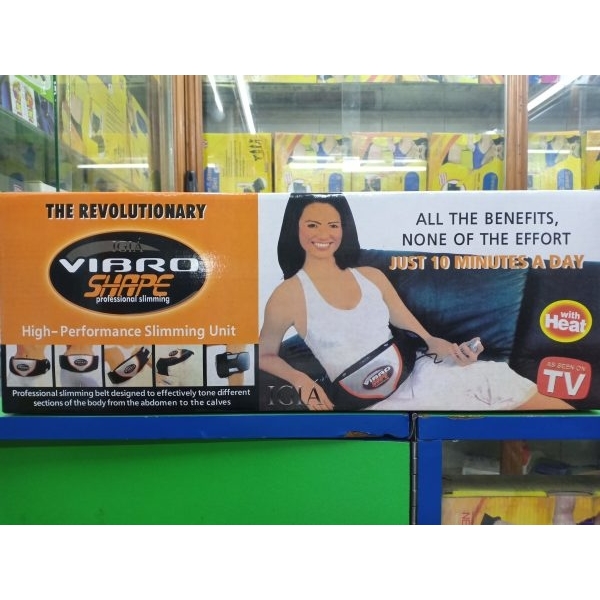 THE REVOLUTIONARY
IGIA
VIBRO
SHAPE
professional slimming
High-Performance Slimming Unit
Professional slimming belt designed to effectively tone different
sections of the body from the abdomen to the calves
ALL THE BENEFITS,
NONE OF THE EFFORT
JUST 10 MINUTES A DAY
with
Heat
AS SEEN ON
TV
VIBRO
IGIA